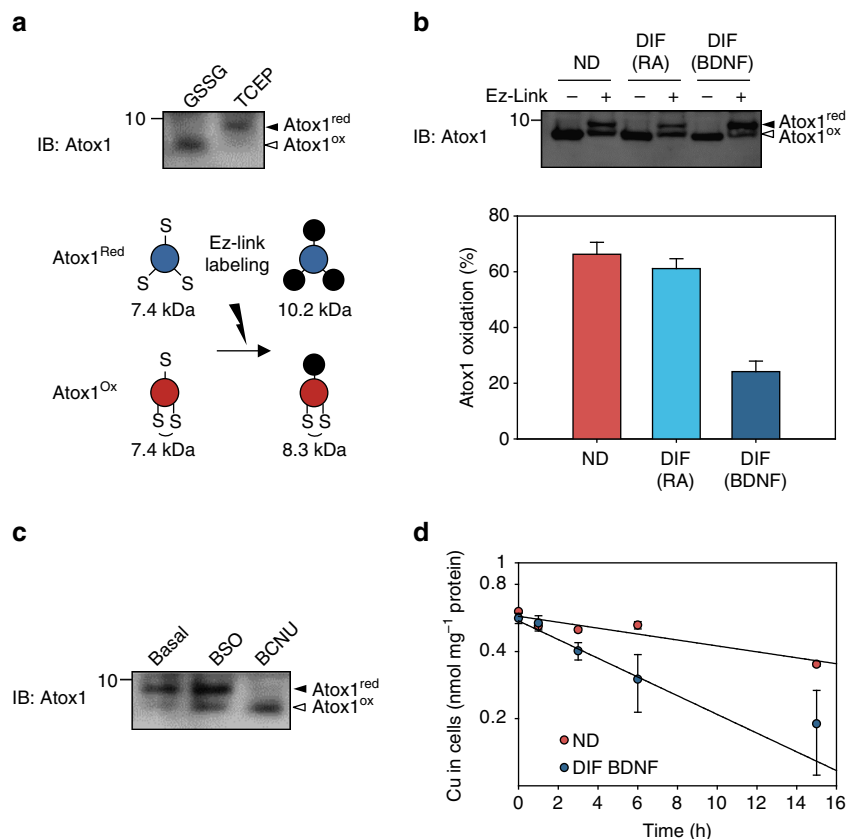 a
GSSG
TCEP
10
IB: Atox1
Atox1red
Atox1ox
S
S
S
Atox1Red
Ez-link
labeling
7.4 kDa
10.2 kDa
S
Atox1Ox
S S
S S
7.4 kDa
8.3 kDa
b
ND
DIF
(RA)
DIF
(BDNF)
Ez-Link – + – + – +
10
IB: Atox1
Atox1red
Atox1ox
Atox1 oxidation (%)
80
60
40
20
0
ND
DIF
(RA)
DIF
(BDNF)
c
Basal
BSO
BCNU
10
IB: Atox1
Atox1red
Atox1ox
d
Cu in cells (nmol mg–1 protein)
1
0.8
0.4
0.2
ND
DIF BDNF
0 2 4 6 8 10 12 14 16
Time (h)